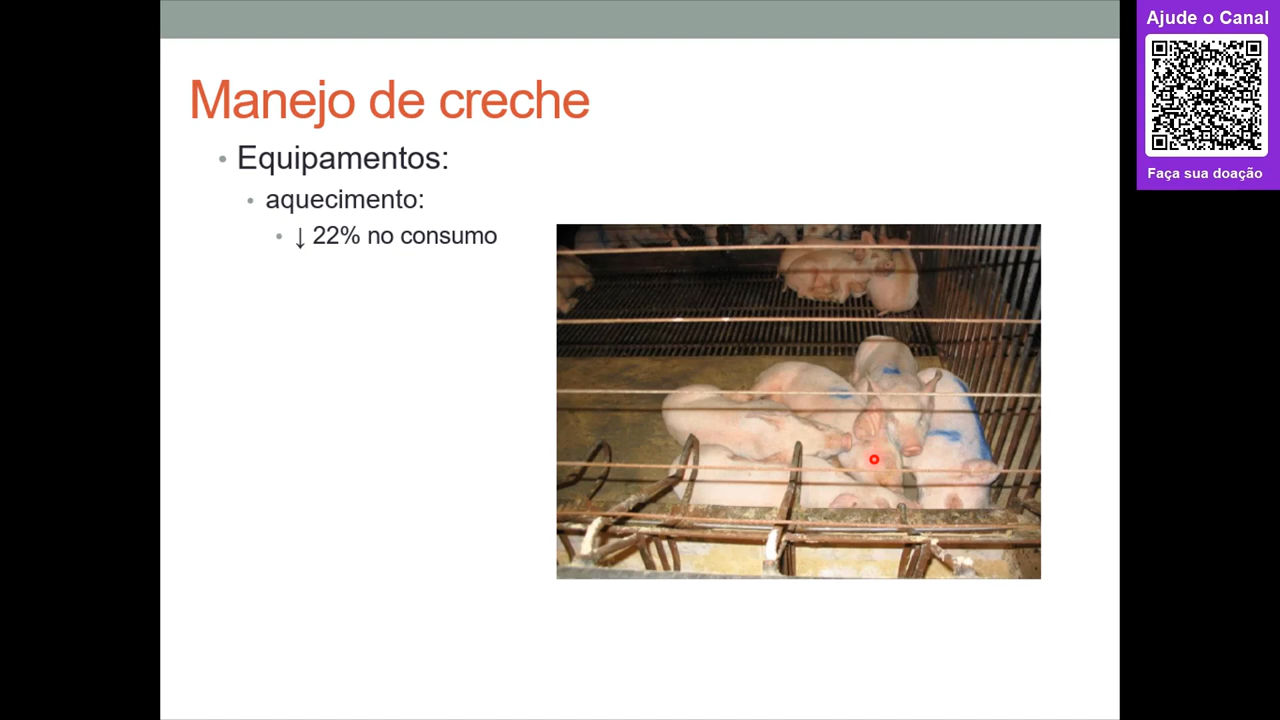 Manejo de creche
• Equipamentos:
• aquecimento:
• ↓ 22% no consumo
Ajude o Canal
Faça sua doação